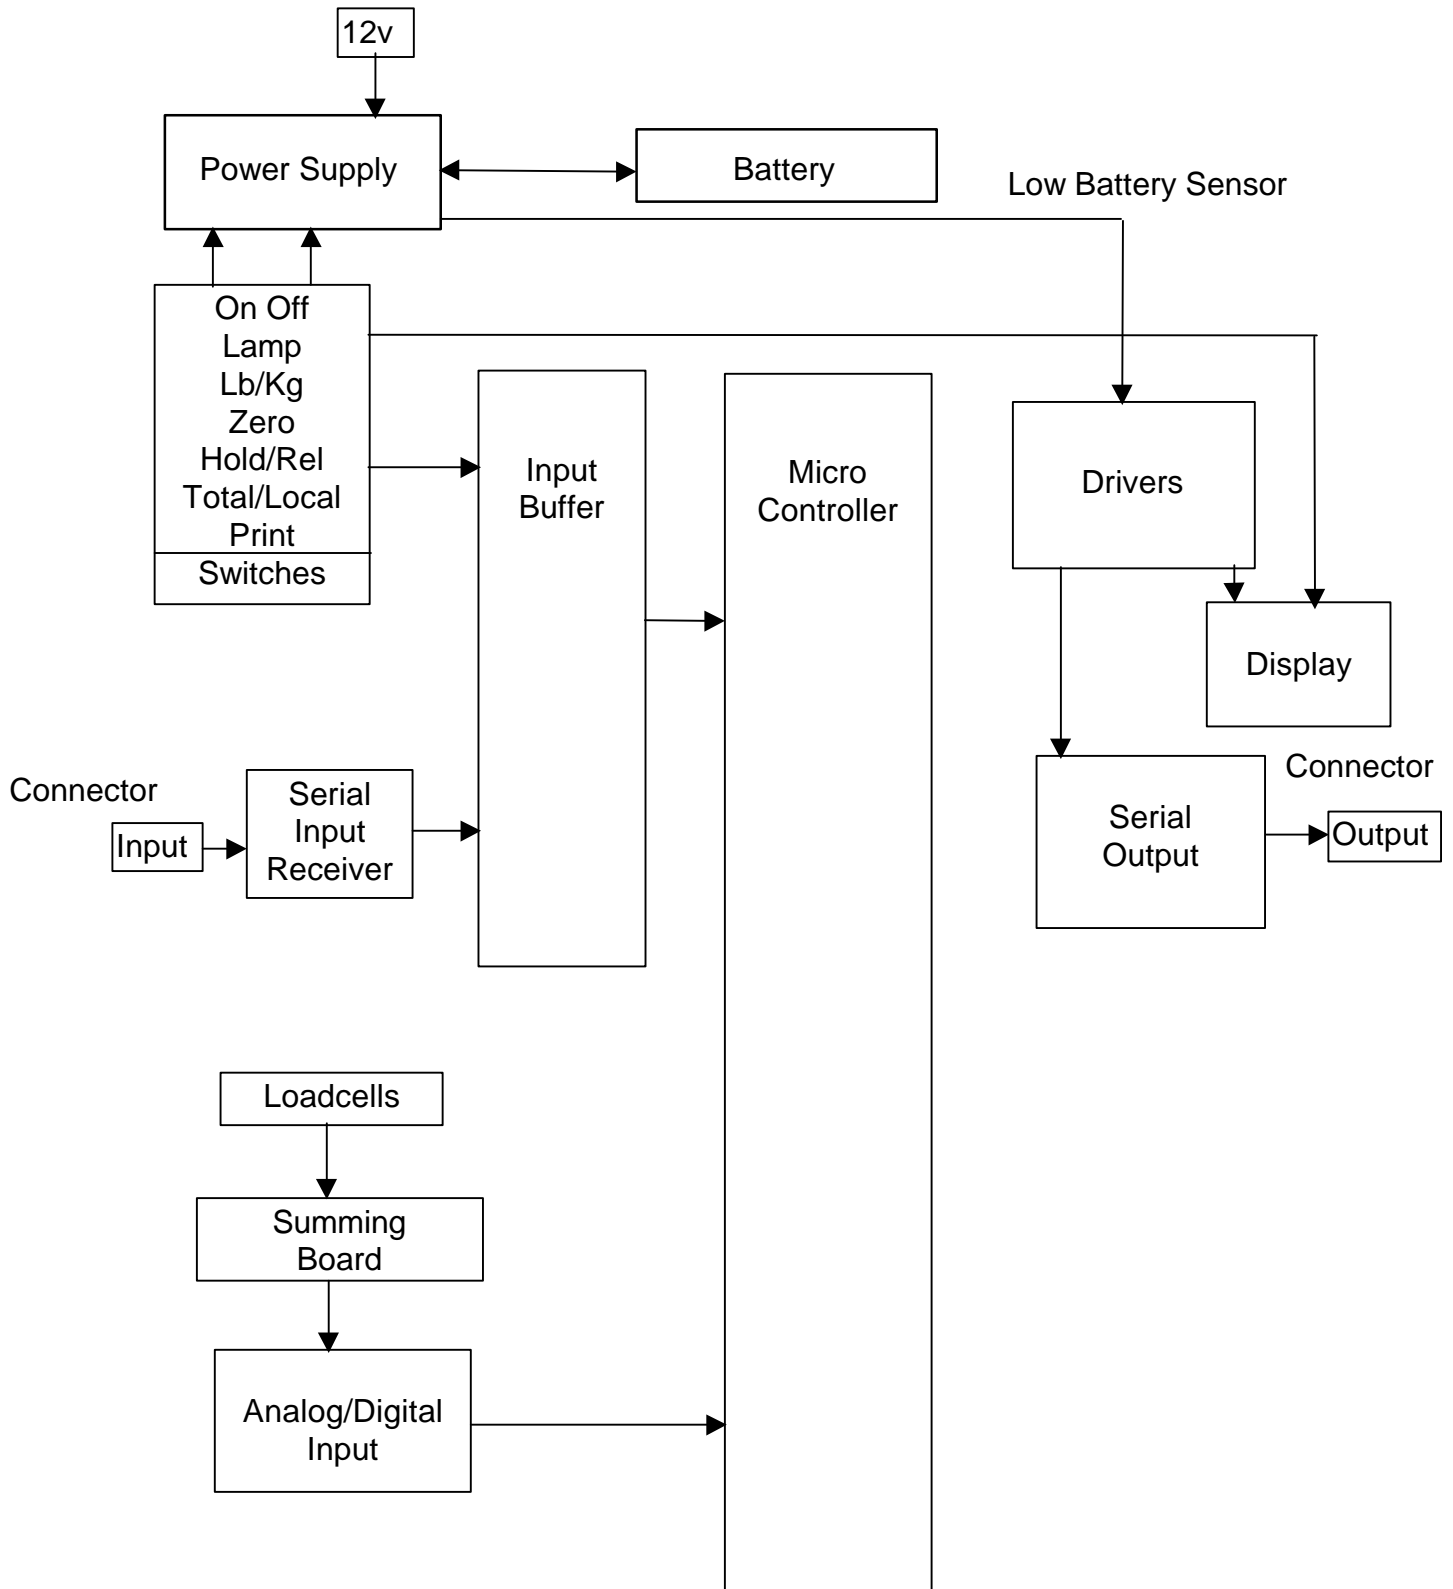 12v
Power Supply
Battery
Low Battery Sensor
On Off
Lamp
Lb/Kg
Zero
Hold/Rel
Total/Local
Print
Switches
Input
Buffer
Micro
Controller
Drivers
Display
Connector
Input
Serial
Input
Receiver
Serial
Output
Connector
Output
Loadcells
Summing
Board
Analog/Digital
Input